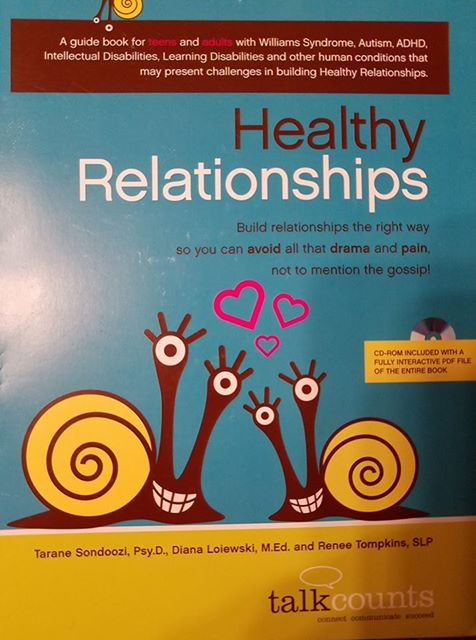 A guide book for teens and adults with Williams Syndrome, Autism, ADHD,
Intellectual Disabilities, Learning Disabilities and other human conditions that
may present challenges in building Healthy Relationships.
Healthy
Relationships
Build relationships the right way
so you can avoid all that drama and pain,
not to mention the gossip!
CD-ROM INCLUDED WITH A
FULLY INTERACTIVE PDF FILE
OF THE ENTIRE BOOK
Tarane Sondoozi, Psy.D., Diana Loiewski, M.Ed. and Renee Tompkins, SLP
talkcounts
connect communicate succeed